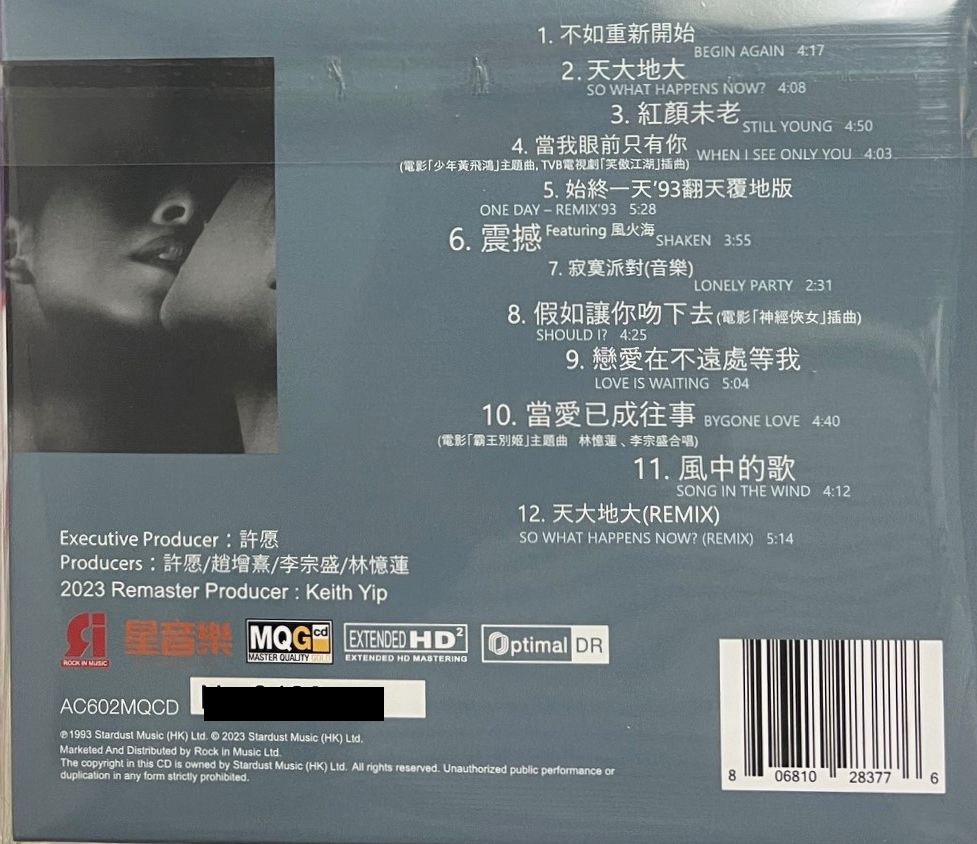 1. 不如重新開始
BEGIN AGAIN 4:17
2. 天大地大
SO WHAT HAPPENS NOW? 4:08
3. 紅顏未老
STILL YOUNG 4:50
4. 當我眼前只有你 WHEN I SEE ONLY YOU 4:03
(電影「少年黃飛鴻」主題曲, TVB電視劇「笑傲江湖」插曲)
5. 始終一天'93翻天覆地版
ONE DAY – REMIX'93 5:28
6. 震撼 Featuring 風火海 SHAKEN 3:55
7. 寂寞派對(音樂)
LONELY PARTY 2:31
8. 假如讓你吻下去 (電影「神經俠女」插曲)
SHOULD I? 4:25
9. 戀愛在不遠處等我
LOVE IS WAITING 5:04
10. 當愛已成往事 BYGONE LOVE 4:40
(電影「霸王別姬」主題曲 林憶蓮、李宗盛合唱)
11. 風中的歌
SONG IN THE WIND 4:12
12. 天大地大(REMIX)
SO WHAT HAPPENS NOW? (REMIX) 5:14
Executive Producer：許愿
Producers：許愿/趙增熹/李宗盛/林憶蓮
2023 Remaster Producer : Keith Yip
ROCK IN MUSIC
星音樂
MQGcd
MASTER QUALITY GOLD
EXTENDED HD2
EXTENDED HD MASTERING
Optimal DR
AC602MQCD
℗1993 Stardust Music (HK) Ltd. © 2023 Stardust Music (HK) Ltd.
Marketed And Distributed by Rock in Music Ltd.
The copyright in this CD is owned by Stardust Music (HK) Ltd. All rights reserved. Unauthorized public performance or
duplication in any form strictly prohibited.
8 06810 28377 6